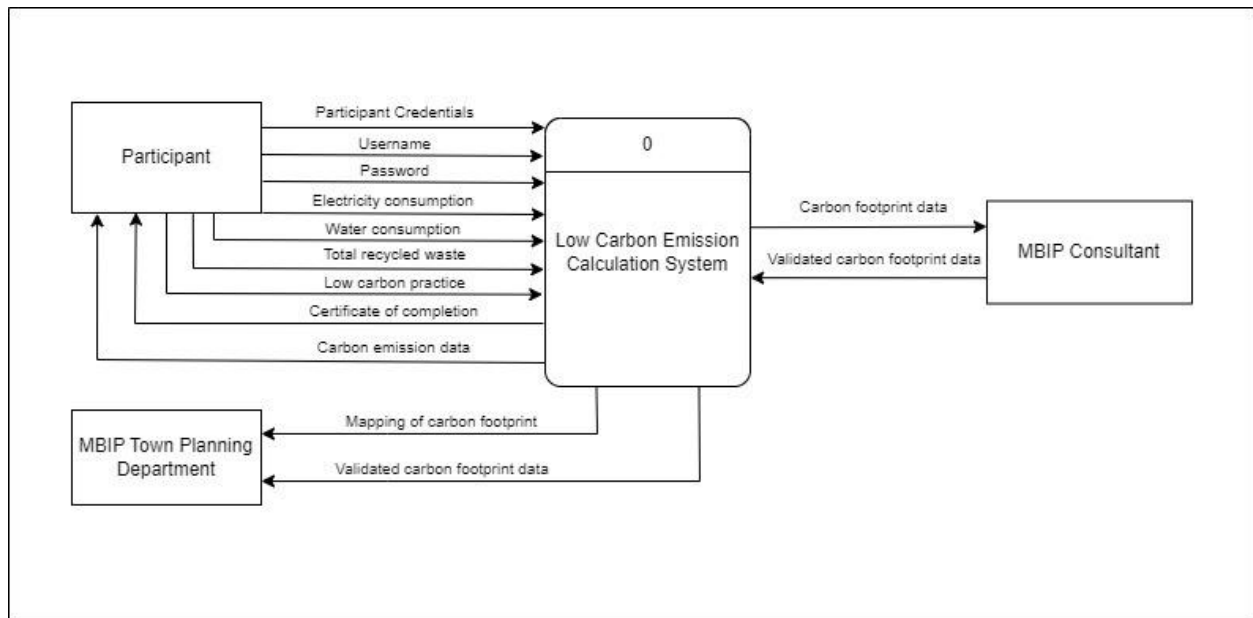 Participant
Participant Credentials
Username
Password
Electricity consumption
Water consumption
Total recycled waste
Low carbon practice
Certificate of completion
Carbon emission data
0
Low Carbon Emission
Calculation System
Carbon footprint data
Validated carbon footprint data
MBIP Consultant
MBIP Town Planning
Department
Mapping of carbon footprint
Validated carbon footprint data